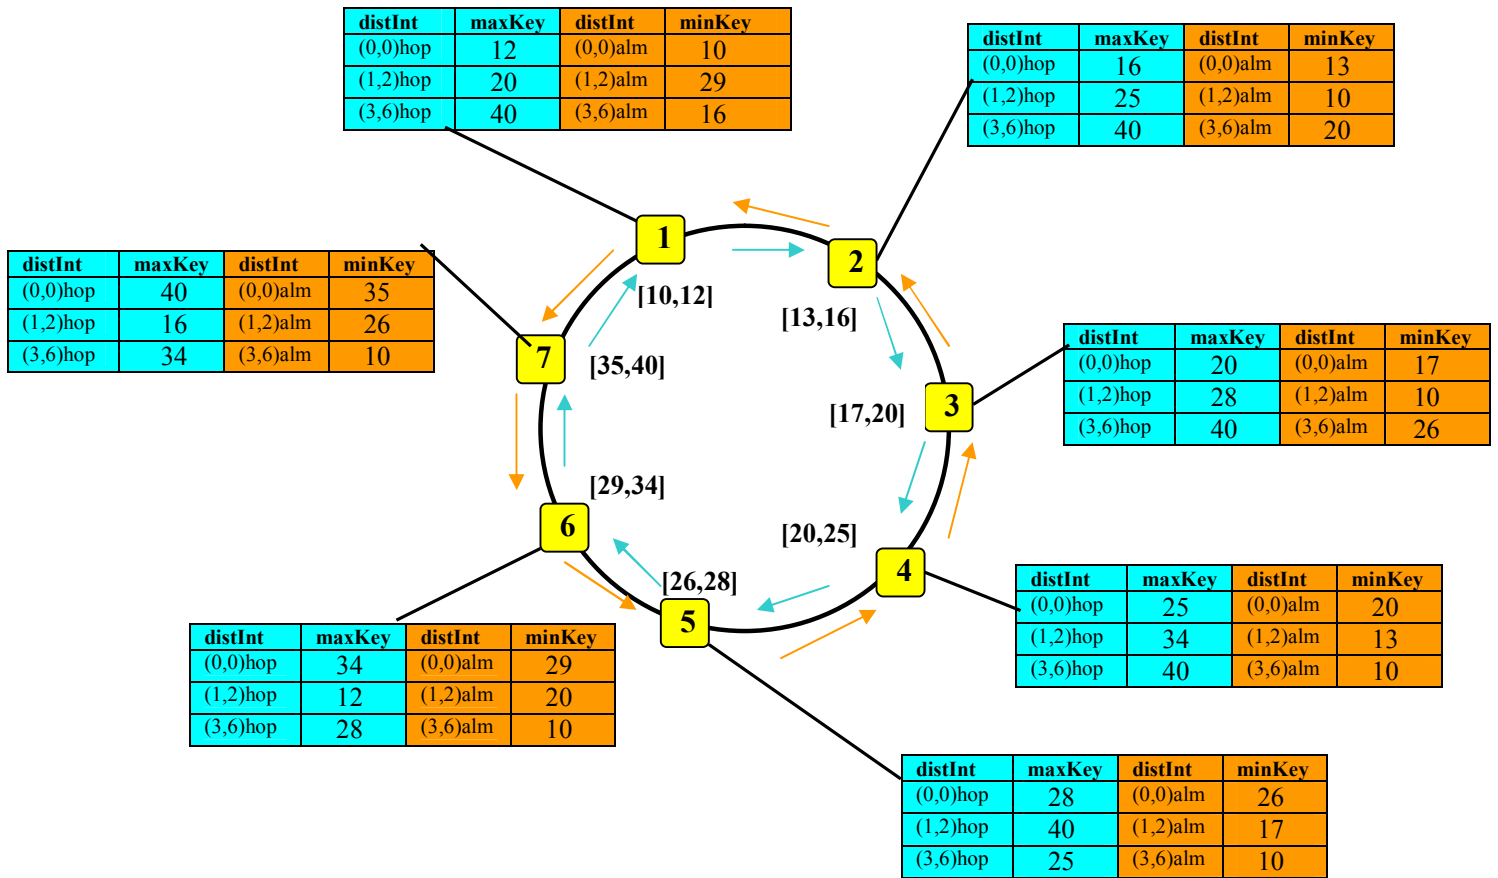 distInt maxKey distInt minKey
(0,0)hop 12 (0,0)alm 10
(1,2)hop 20 (1,2)alm 29
(3,6)hop 40 (3,6)alm 16
distInt maxKey distInt minKey
(0,0)hop 16 (0,0)alm 13
(1,2)hop 25 (1,2)alm 10
(3,6)hop 40 (3,6)alm 20
1
2
[10,12]
[13,16]
distInt maxKey distInt minKey
(0,0)hop 40 (0,0)alm 35
(1,2)hop 16 (1,2)alm 26
(3,6)hop 34 (3,6)alm 10
7
[35,40]
distInt maxKey distInt minKey
(0,0)hop 20 (0,0)alm 17
(1,2)hop 28 (1,2)alm 10
(3,6)hop 40 (3,6)alm 26
3
[17,20]
[29,34]
6
[20,25]
4
[26,28]
5
distInt maxKey distInt minKey
(0,0)hop 25 (0,0)alm 20
(1,2)hop 34 (1,2)alm 13
(3,6)hop 40 (3,6)alm 10
distInt maxKey distInt minKey
(0,0)hop 34 (0,0)alm 29
(1,2)hop 12 (1,2)alm 20
(3,6)hop 28 (3,6)alm 10
distInt maxKey distInt minKey
(0,0)hop 28 (0,0)alm 26
(1,2)hop 40 (1,2)alm 17
(3,6)hop 25 (3,6)alm 10